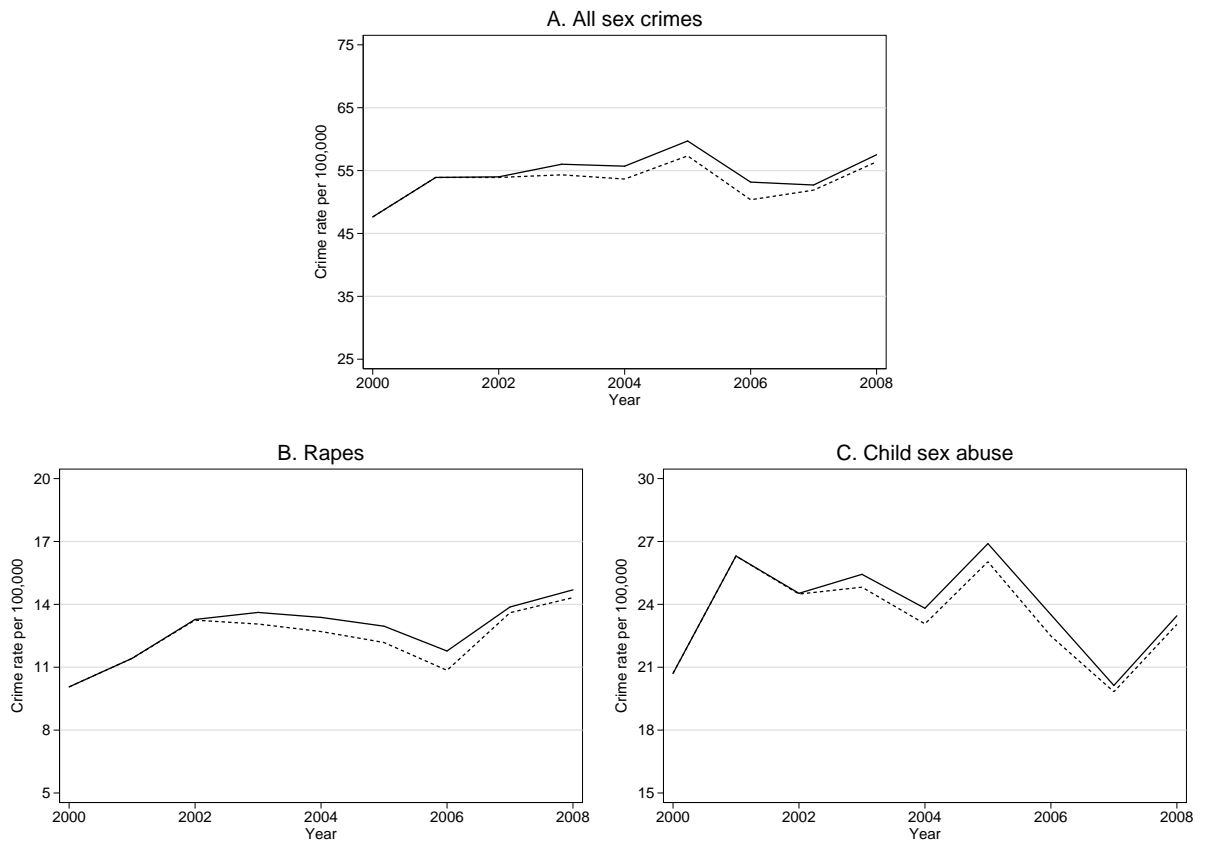 A. All sex crimes
Crime rate per 100,000
75
65
55
45
35
25
2000 2002 2004 2006 2008
Year
B. Rapes
Crime rate per 100,000
20
17
14
11
8
5
2000 2002 2004 2006 2008
Year
C. Child sex abuse
Crime rate per 100,000
30
27
24
21
18
15
2000 2002 2004 2006 2008
Year